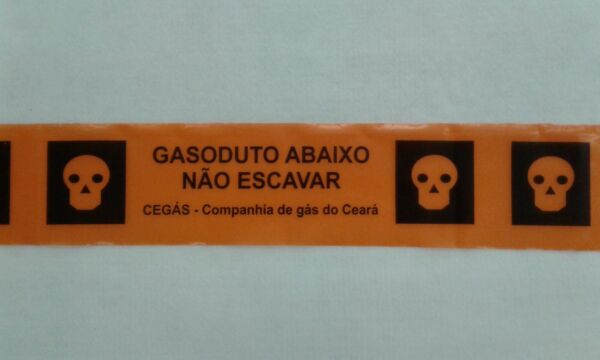 GASODUTO ABAIXO
NÃO ESCAVAR
CEGÁS - Companhia de gás do Ceará